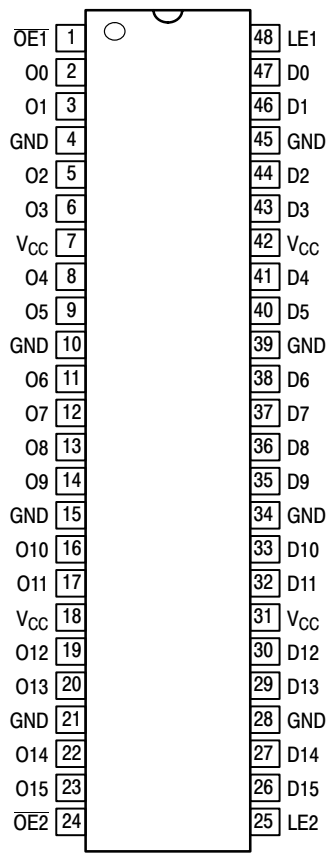 OE1 1 48 LE1
O0 2 47 D0
O1 3 46 D1
GND 4 45 GND
O2 5 44 D2
O3 6 43 D3
VCC 7 42 VCC
O4 8 41 D4
O5 9 40 D5
GND 10 39 GND
O6 11 38 D6
O7 12 37 D7
O8 13 36 D8
O9 14 35 D9
GND 15 34 GND
O10 16 33 D10
O11 17 32 D11
VCC 18 31 VCC
O12 19 30 D12
O13 20 29 D13
GND 21 28 GND
O14 22 27 D14
O15 23 26 D15
OE2 24 25 LE2